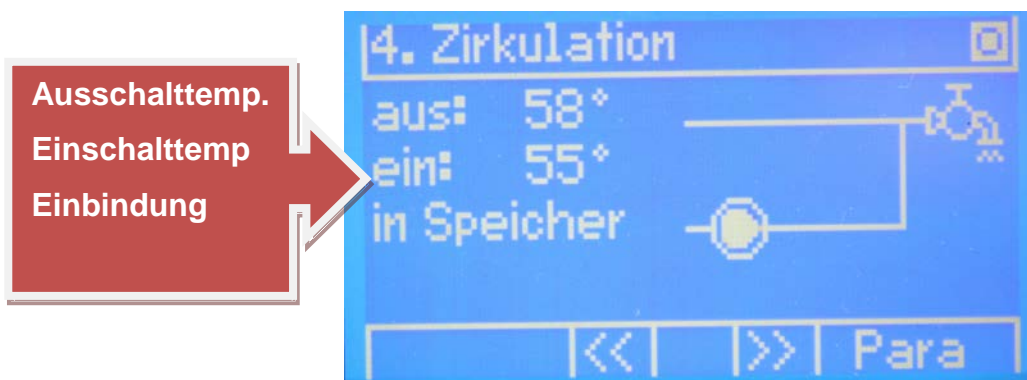 Ausschalttemp.
Einschalttemp
Einbindung
4. Zirkulation
aus: 58°
ein: 55°
in Speicher
<< >> Para